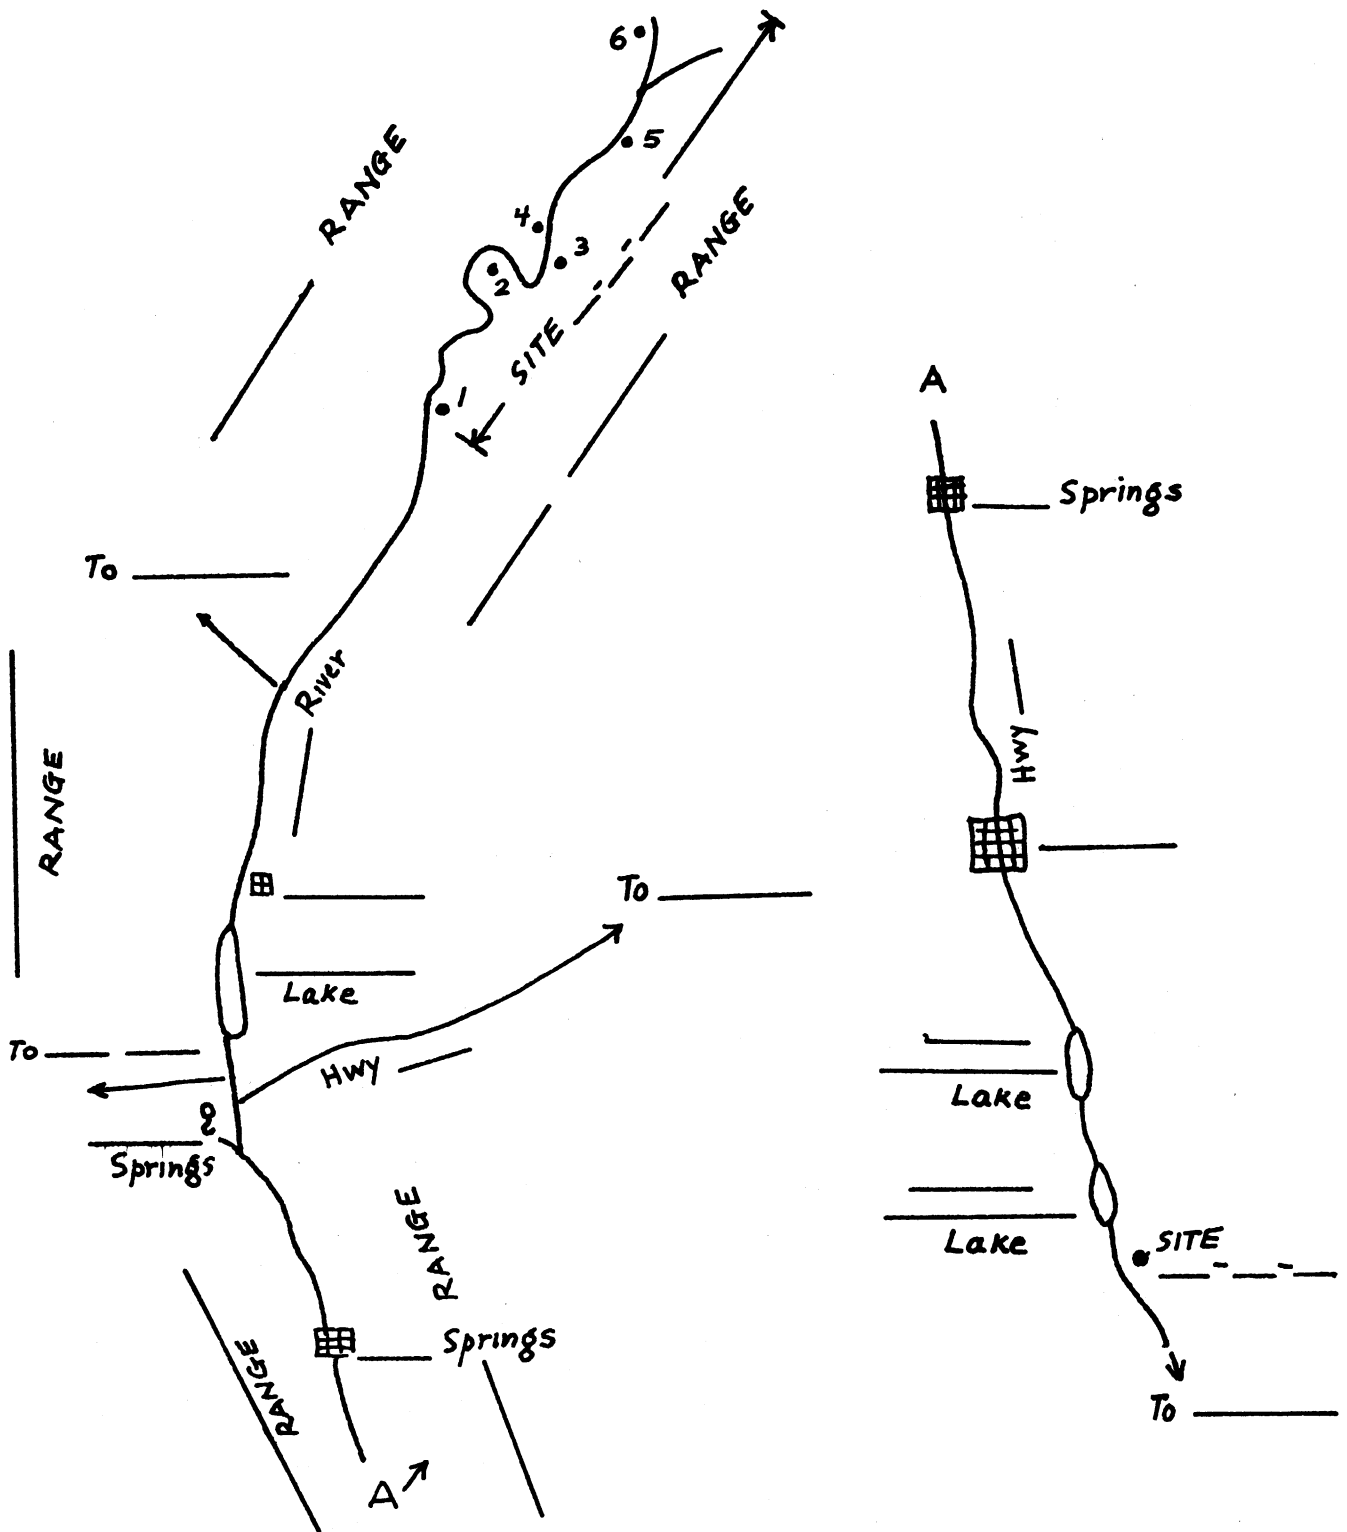 6
5
RANGE
4
3
2
RANGE
SITE
1
A
Springs
To
River
Hwy
RANGE
To
Lake
To
Hwy
Lake
Springs
RANGE
Lake
SITE
RANGE
Springs
To
A